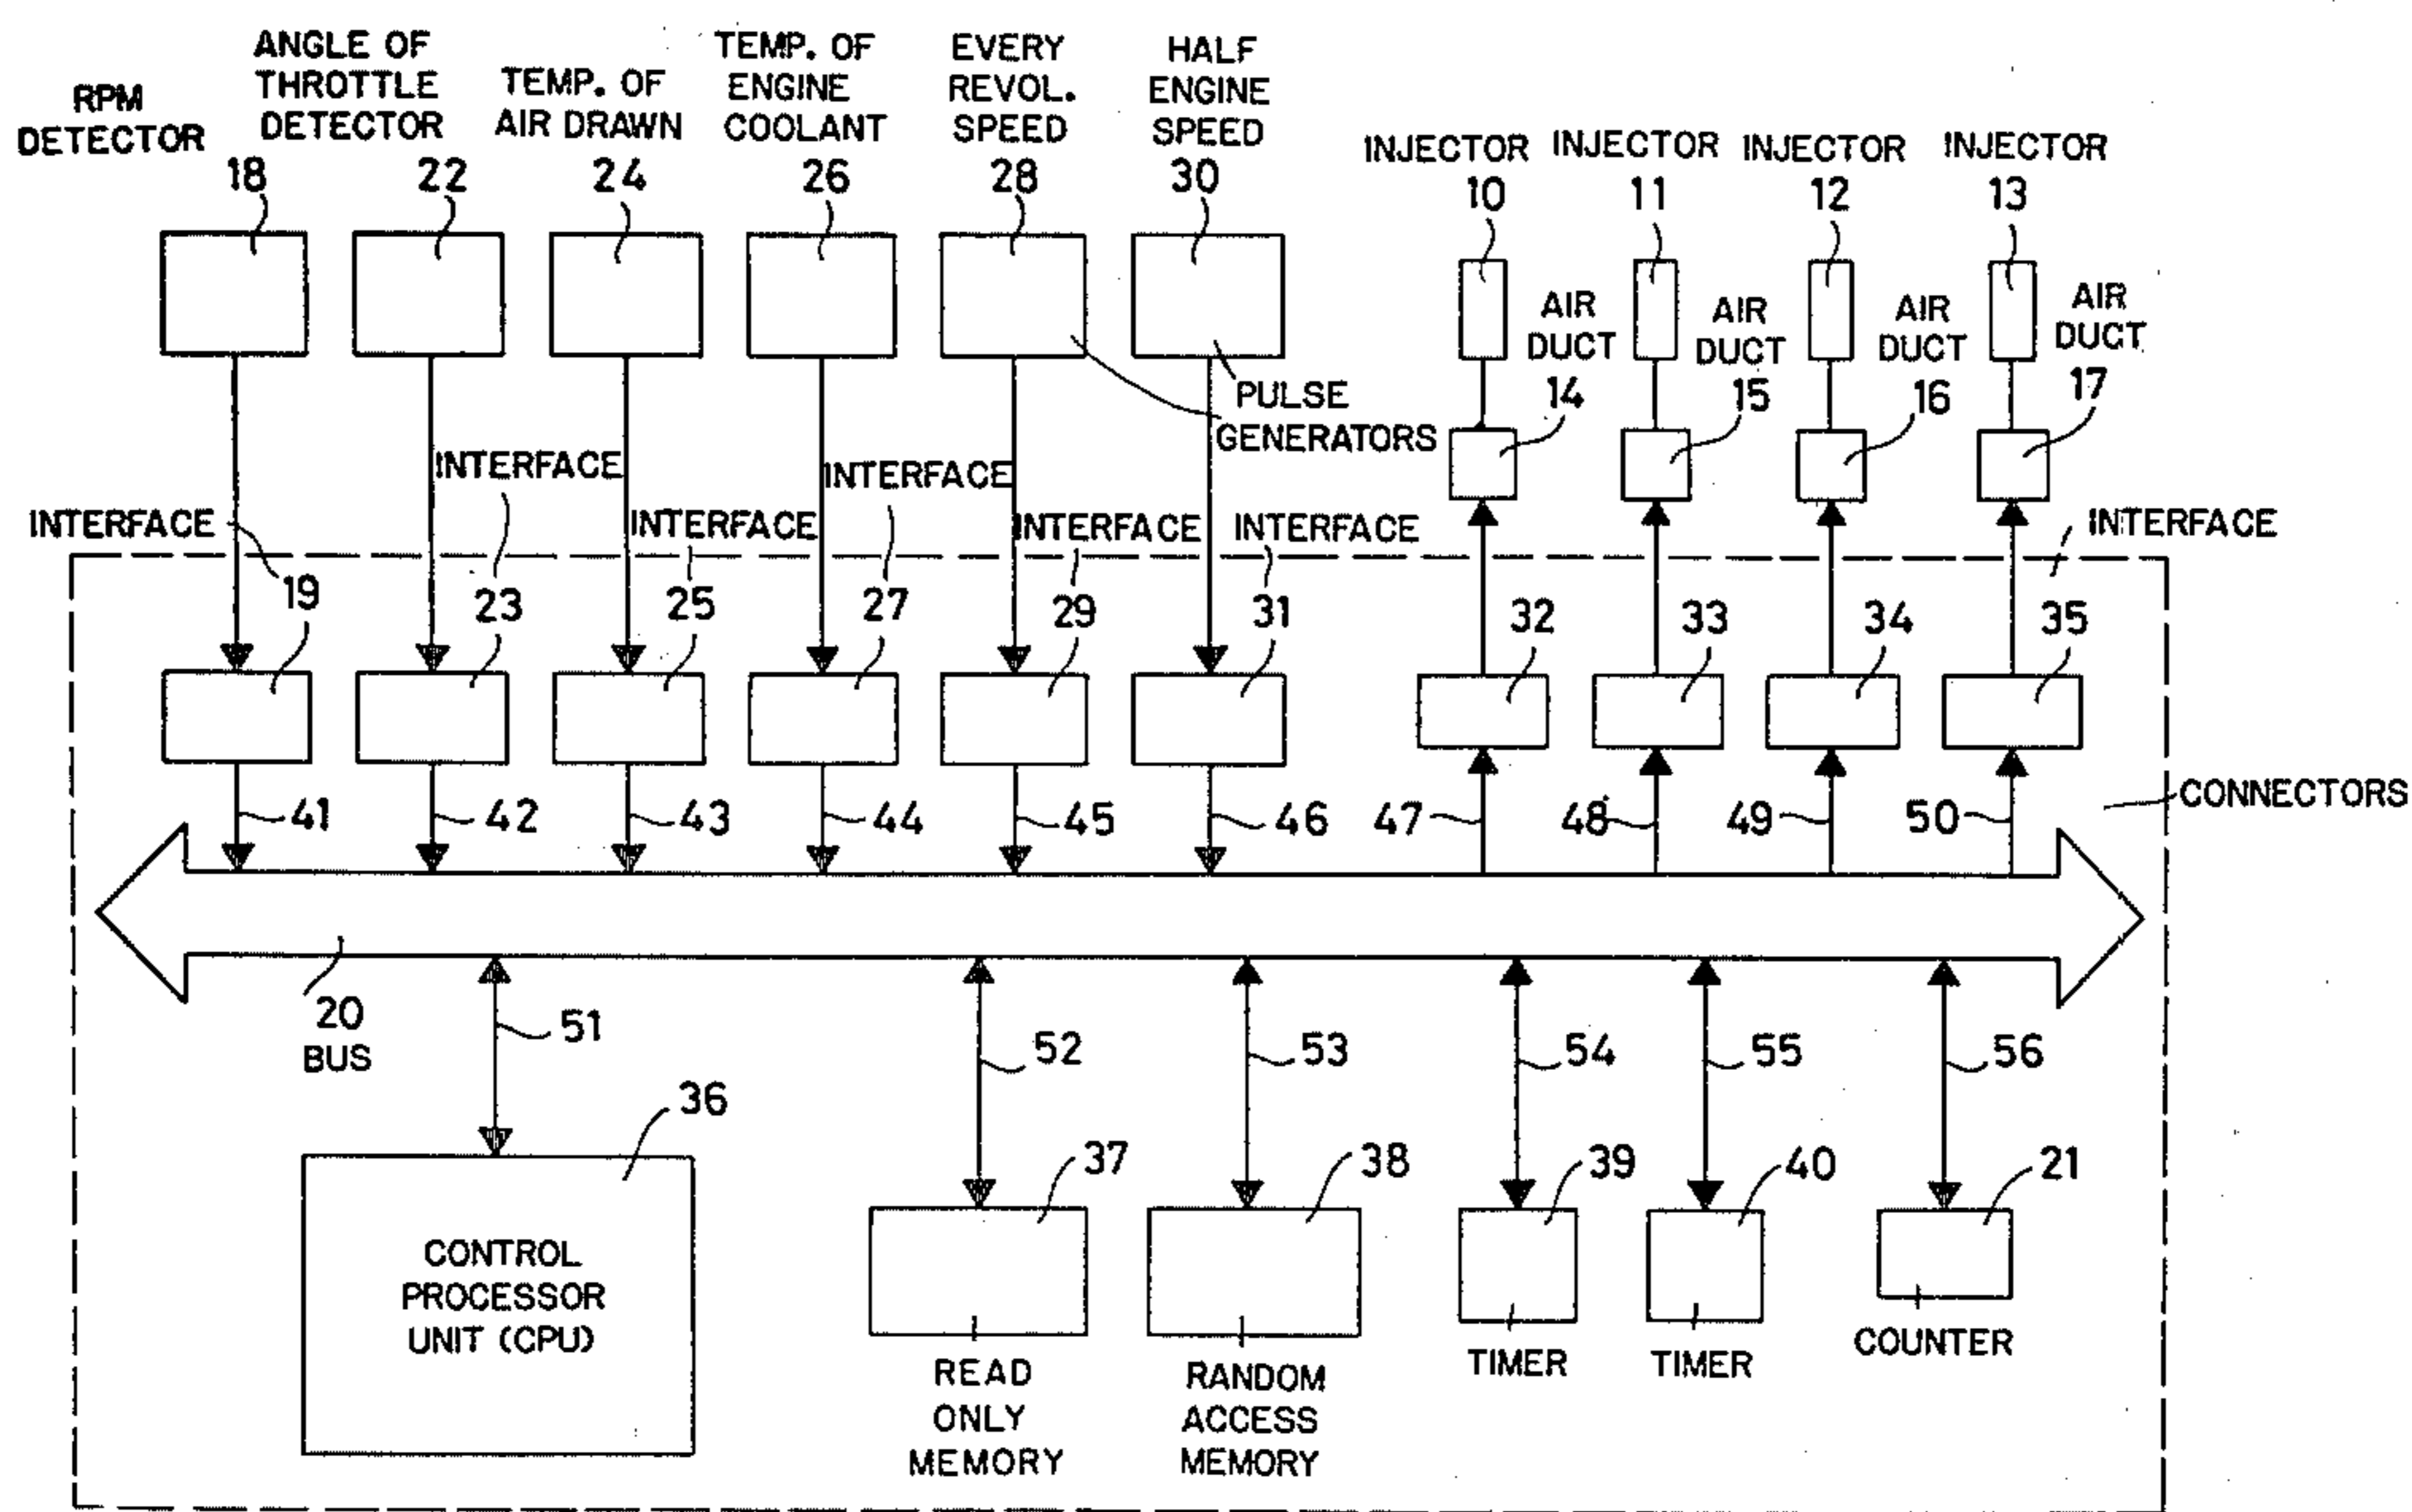 RPM
DETECTOR
18
ANGLE OF
THROTTLE
DETECTOR
22
TEMP. OF
AIR DRAWN
24
TEMP. OF
ENGINE
COOLANT
26
EVERY
REVOL.
SPEED
28
HALF
ENGINE
SPEED
30
INJECTOR
10
INJECTOR
11
INJECTOR
12
INJECTOR
13
AIR
DUCT
14
AIR
DUCT
15
AIR
DUCT
16
AIR
DUCT
17
PULSE
GENERATORS
INTERFACE
19
INTERFACE
23
INTERFACE
25
INTERFACE
27
INTERFACE
29
INTERFACE
31
INTERFACE
32
33
34
35
41
42
43
44
45
46
47
48
49
50
CONNECTORS
20
BUS
51
52
53
54
55
56
36
37
38
39
40
21
CONTROL
PROCESSOR
UNIT (CPU)
READ
ONLY
MEMORY
RANDOM
ACCESS
MEMORY
TIMER
TIMER
COUNTER